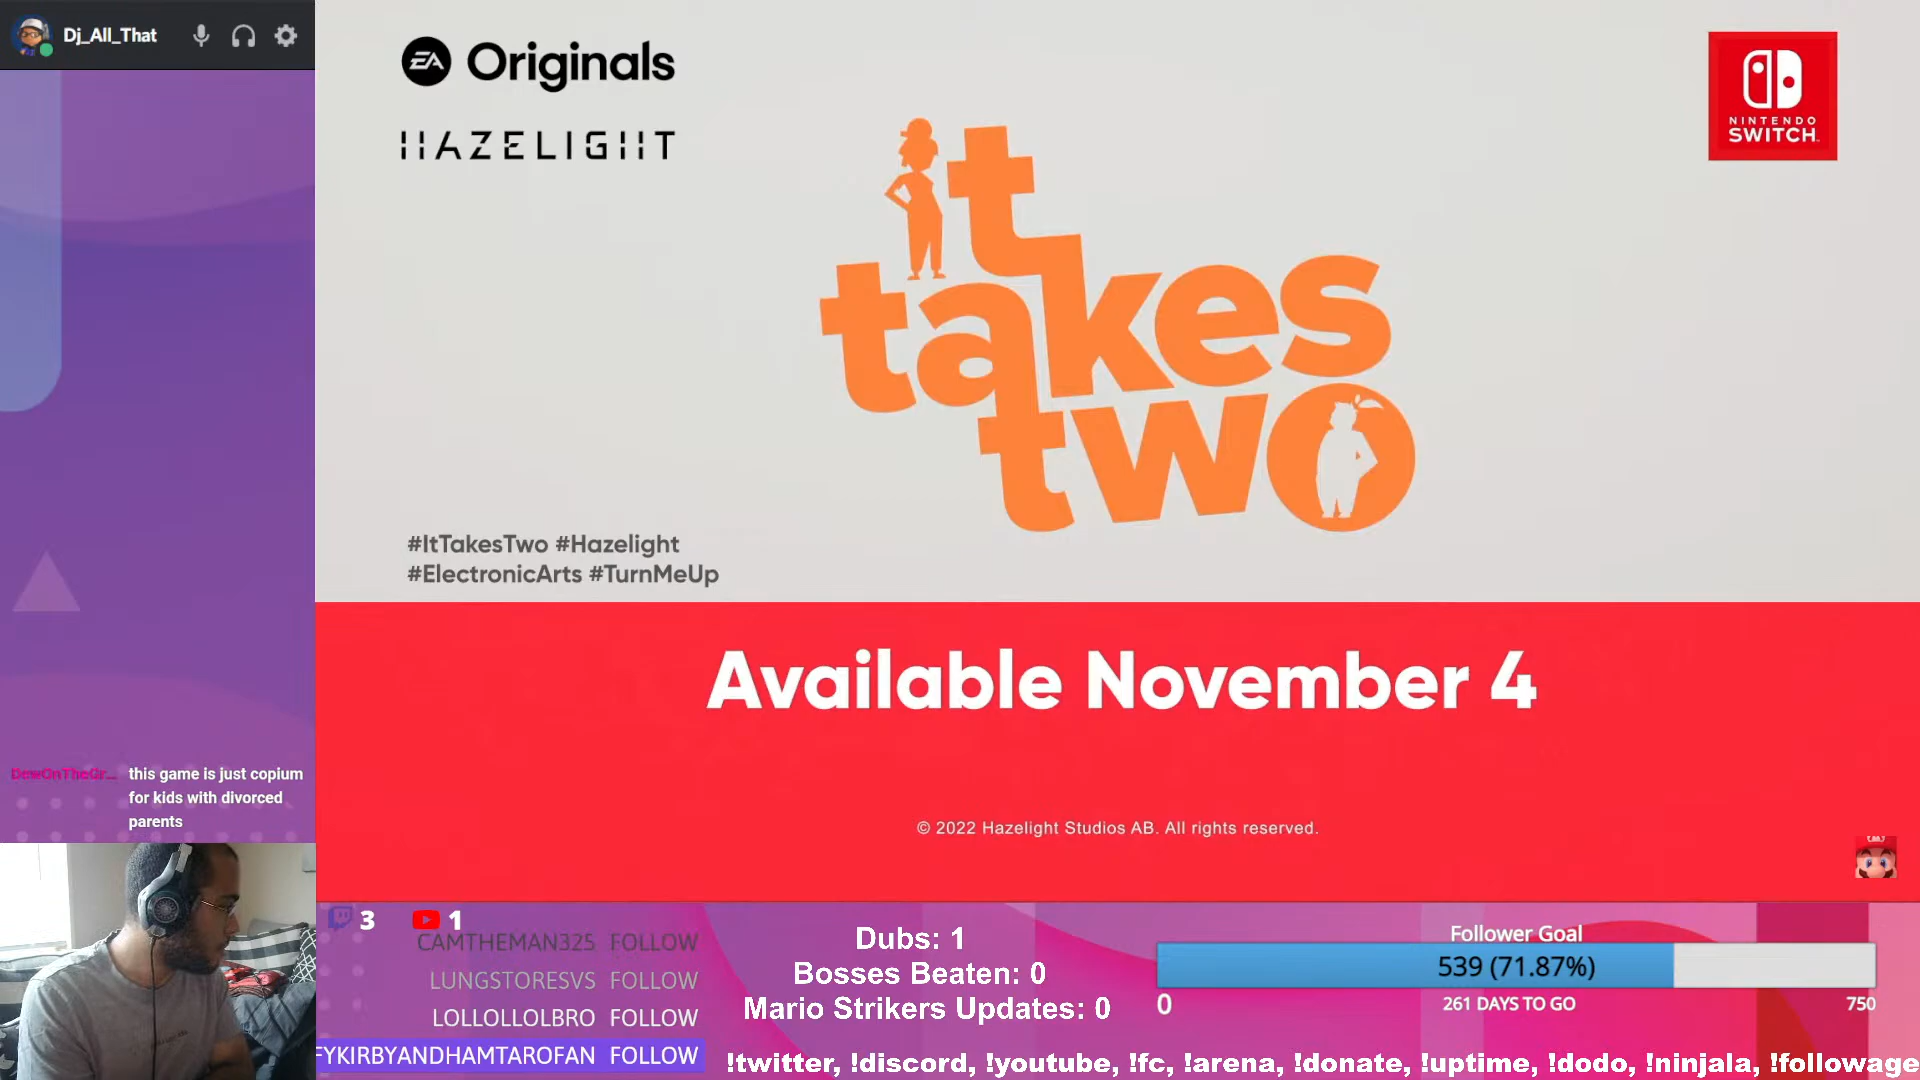 Dj_All_That
EA Originals
HAZELIGHT
NINTENDO
SWITCH
it
takes
two
#ItTakesTwo #Hazelight
#ElectronicArts #TurnMeUp
Available November 4
© 2022 Hazelight Studios AB. All rights reserved.
DewOnTheGr... this game is just copium
for kids with divorced
parents
3
1
CAMTHEMAN325 FOLLOW
LUNGSTORESVS FOLLOW
LOLLOLLOLBRO FOLLOW
FYKIRBYANDHAMTAROFAN FOLLOW
Dubs: 1
Bosses Beaten: 0
Mario Strikers Updates: 0
Follower Goal
539 (71.87%)
0
261 DAYS TO GO
750
!twitter, !discord, !youtube, !fc, !arena, !donate, !uptime, !dodo, !ninjala, !followage